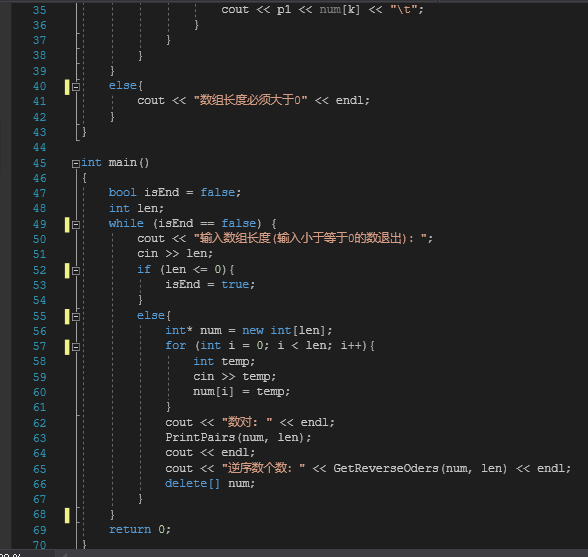 35 cout << p1 << num[k] << "\t";
36 }
37 }
38 }
39 }
40 else{
41 cout << "数组长度必须大于0" << endl;
42 }
43 }
44
45 int main()
46 {
47 bool isEnd = false;
48 int len;
49 while (isEnd == false) {
50 cout << "输入数组长度(输入小于等于0的数退出): ";
51 cin >> len;
52 if (len <= 0){
53 isEnd = true;
54 }
55 else{
56 int* num = new int[len];
57 for (int i = 0; i < len; i++){
58 int temp;
59 cin >> temp;
60 num[i] = temp;
61 }
62 cout << "数对: " << endl;
63 PrintPairs(num, len);
64 cout << endl;
65 cout << "逆序数个数: " << GetReverseOders(num, len) << endl;
66 delete[] num;
67 }
68 }
69 return 0;
70 }